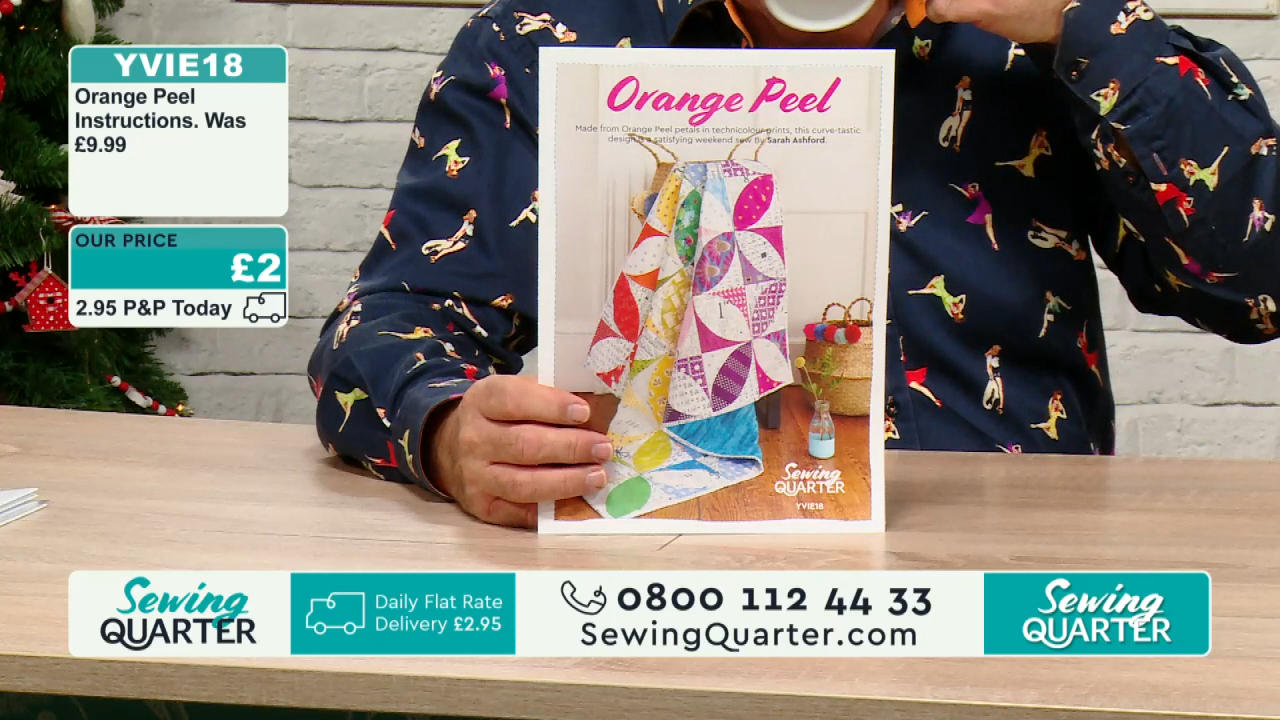 YVIE18
Orange Peel
Instructions. Was
£9.99
OUR PRICE
£2
2.95 P&P Today
Orange Peel
Made from Orange Peel petals in technicolour prints, this curve-tastic
design is a satisfying weekend sew By Sarah Ashford.
Sewing
QUARTER
YVIE18
Sewing
QUARTER
Daily Flat Rate
Delivery £2.95
0800 112 44 33
SewingQuarter.com
Sewing
QUARTER